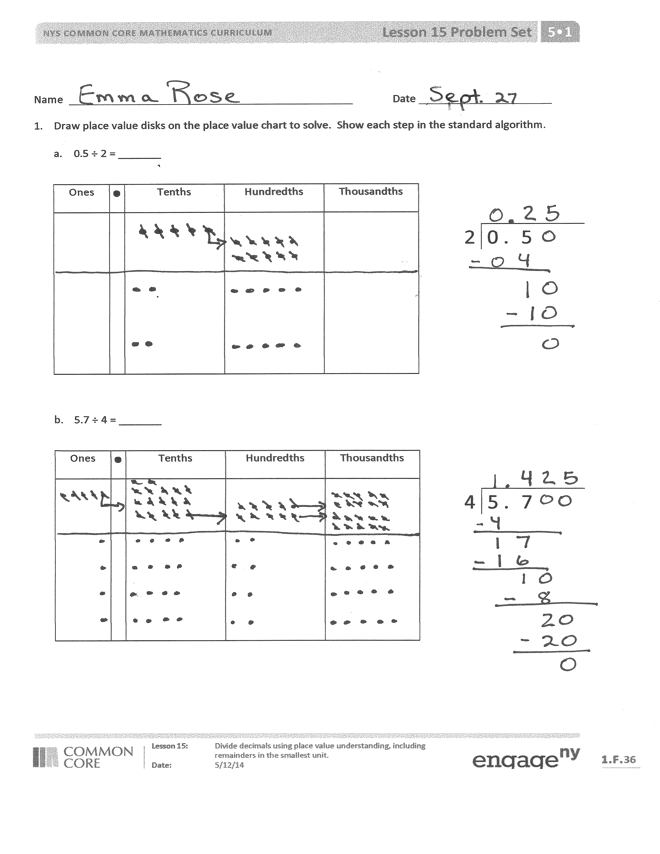 NYS COMMON CORE MATHEMATICS CURRICULUM Lesson 15 Problem Set 5•1
Name Emma Rose Date Sept. 27
1. Draw place value disks on the place value chart to solve. Show each step in the standard algorithm.
a. 0.5 ÷ 2 = ______
Ones • Tenths Hundredths Thousandths
0.25
2 0.50
- 04
10
- 10
0
b. 5.7 ÷ 4 = ______
Ones • Tenths Hundredths Thousandths
1.425
4 5.700
- 4
17
- 16
10
- 8
20
- 20
0
COMMON CORE
Lesson 15: Divide decimals using place value understanding, including
remainders in the smallest unit.
Date: 5/12/14
engage ny
1.F.36